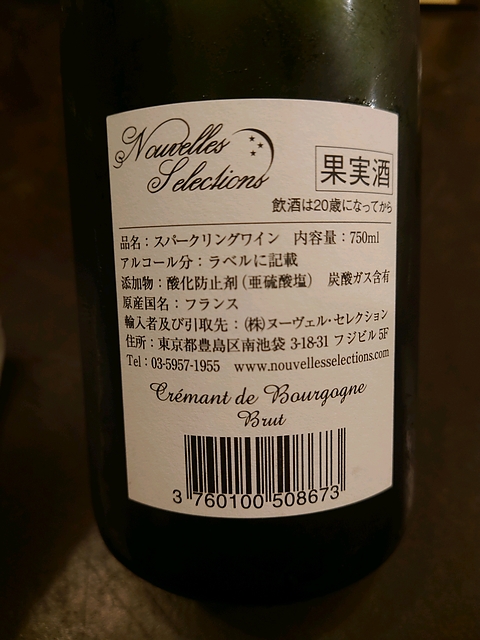 Nouvelles
Selections
果実酒
飲酒は20歳になってから
品名：スパークリングワイン　内容量：750ml
アルコール分：ラベルに記載
添加物：酸化防止剤（亜硫酸塩）　炭酸ガス含有
原産国名：フランス
輸入者及び引取先：（株）ヌーヴェル・セレクション
住所：東京都豊島区南池袋 3-18-31 フジビル 5F
Tel：03-5957-1955　www.nouvellesselections.com
Crémant de Bourgogne
Brut
3 760100 508673